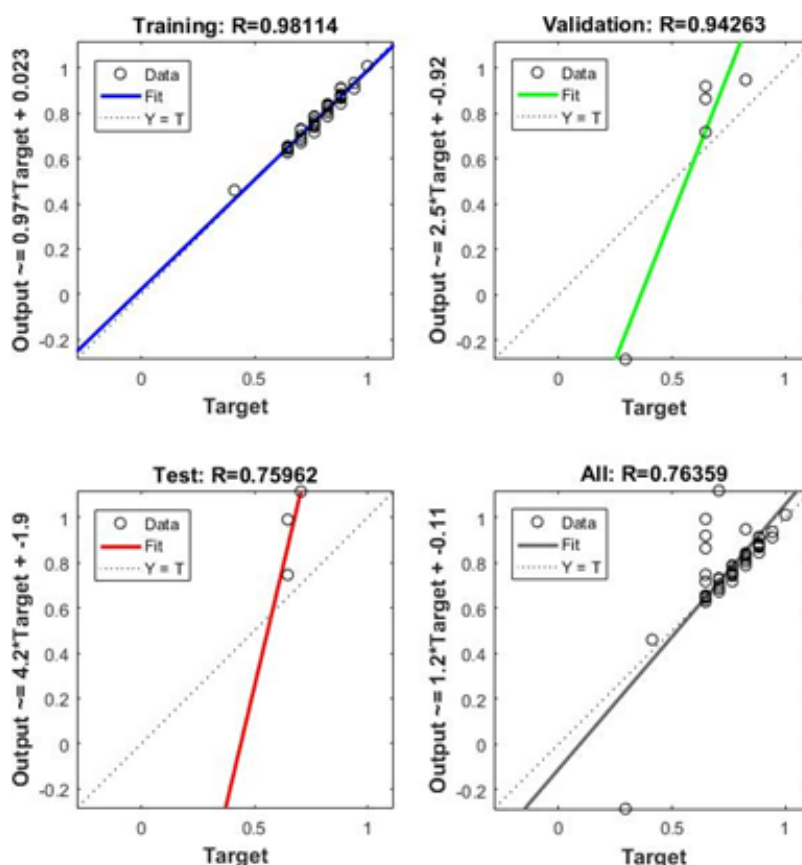 Training: R=0.98114
Output ~= 0.97*Target + 0.023
1
0.8
0.6
0.4
0.2
0
-0.2
Data
Fit
Y = T
0
0.5
1
Target
Validation: R=0.94263
Output ~= 2.5*Target + -0.92
1
0.8
0.6
0.4
0.2
0
-0.2
Data
Fit
Y = T
0
0.5
1
Target
Test: R=0.75962
Output ~= 4.2*Target + -1.9
1
0.8
0.6
0.4
0.2
0
-0.2
Data
Fit
Y = T
0
0.5
1
Target
All: R=0.76359
Output ~= 1.2*Target + -0.11
1
0.8
0.6
0.4
0.2
0
-0.2
Data
Fit
Y = T
0
0.5
1
Target